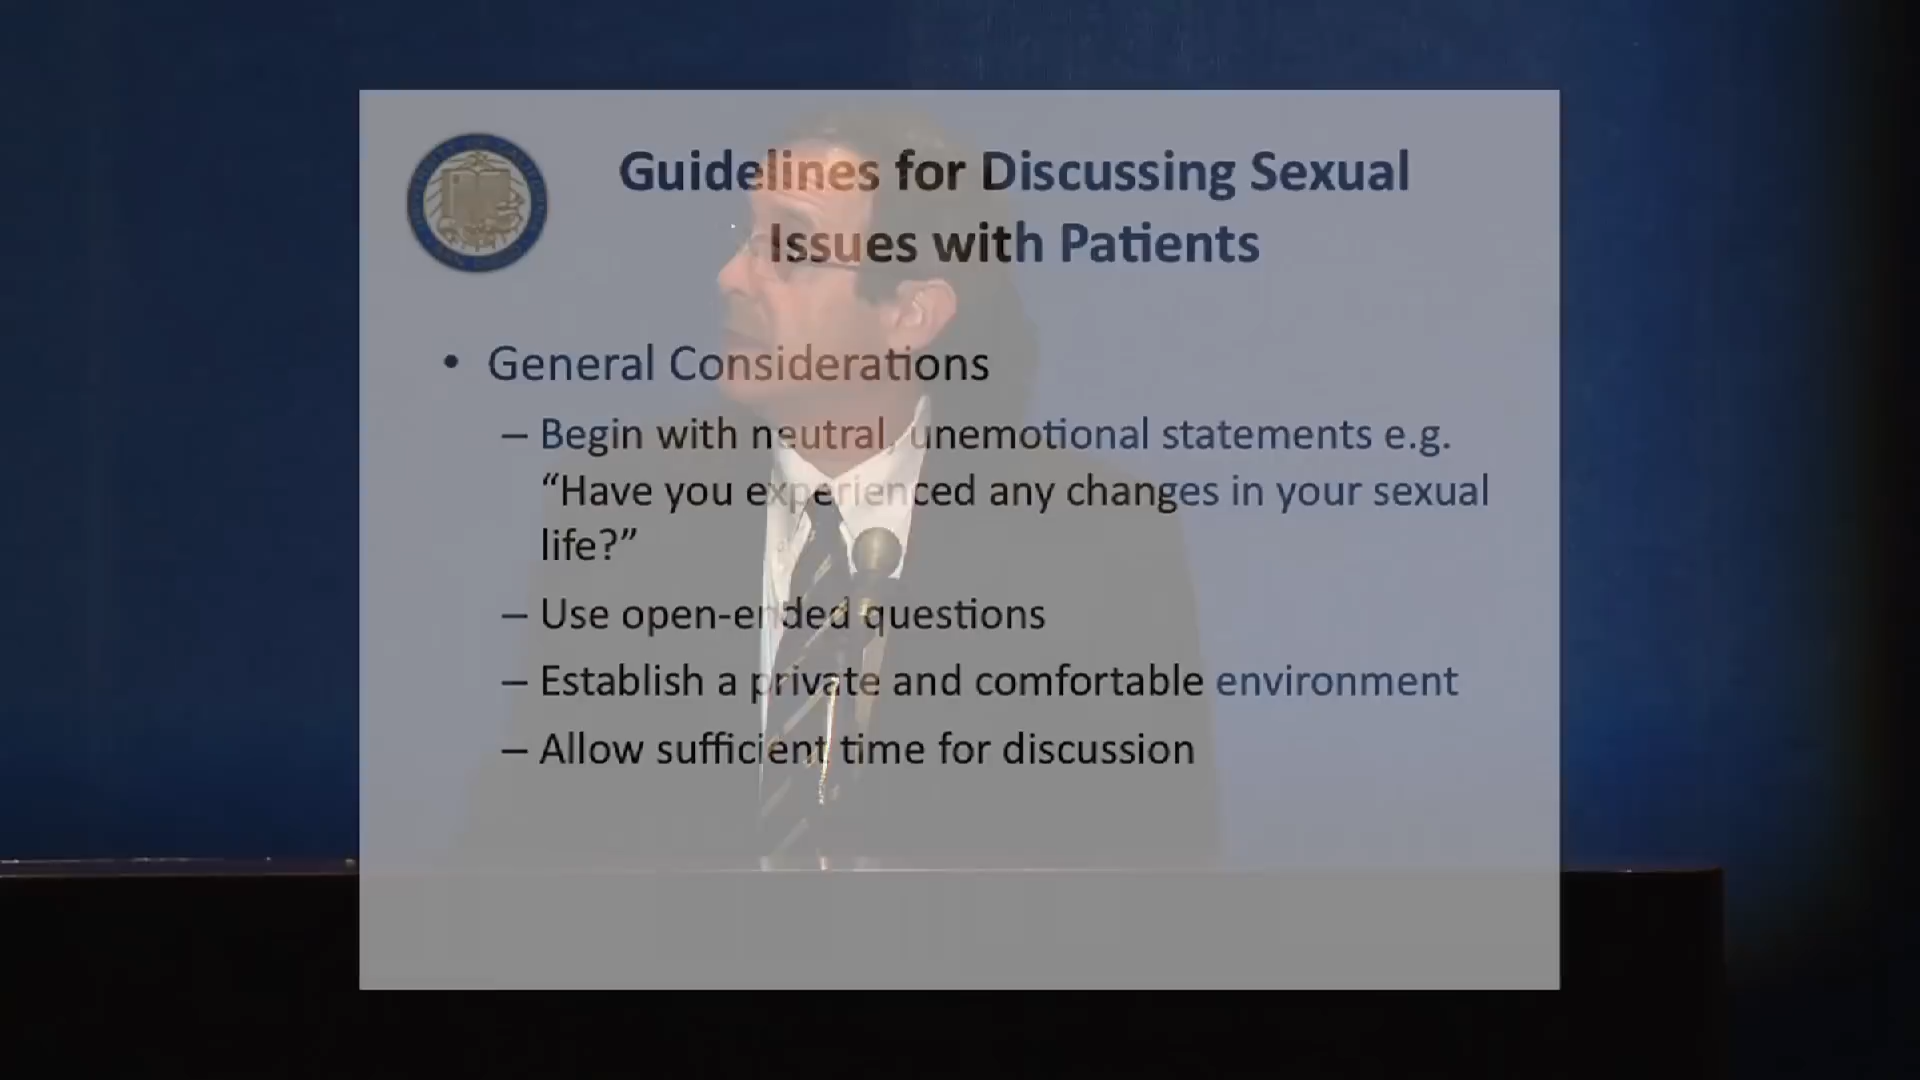 Guidelines for Discussing Sexual
Issues with Patients
• General Considerations
– Begin with neutral, unemotional statements e.g.
“Have you experienced any changes in your sexual
life?”
– Use open-ended questions
– Establish a private and comfortable environment
– Allow sufficient time for discussion